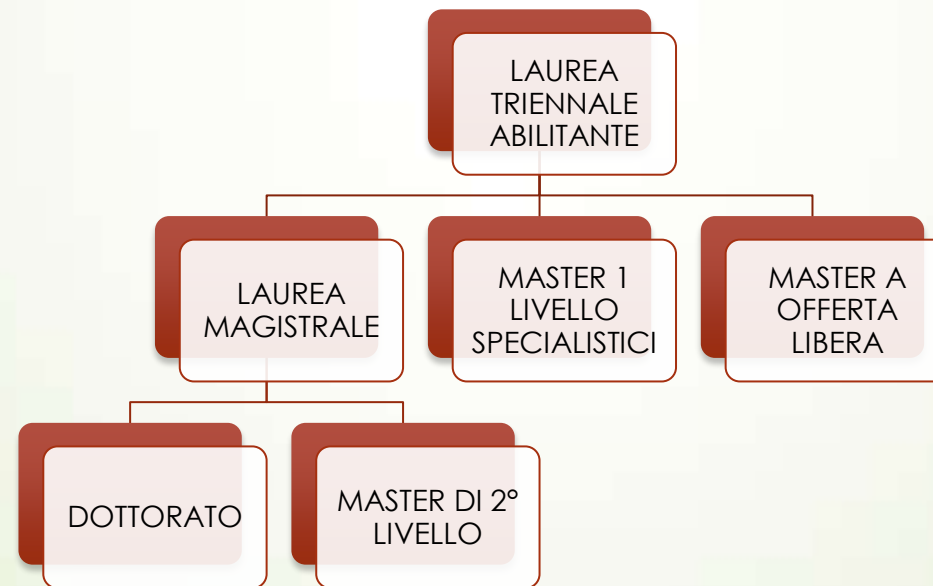 LAUREA
TRIENNALE
ABILITANTE
LAUREA
MAGISTRALE
MASTER 1
LIVELLO
SPECIALISTICI
MASTER A
OFFERTA
LIBERA
DOTTORATO
MASTER DI 2°
LIVELLO